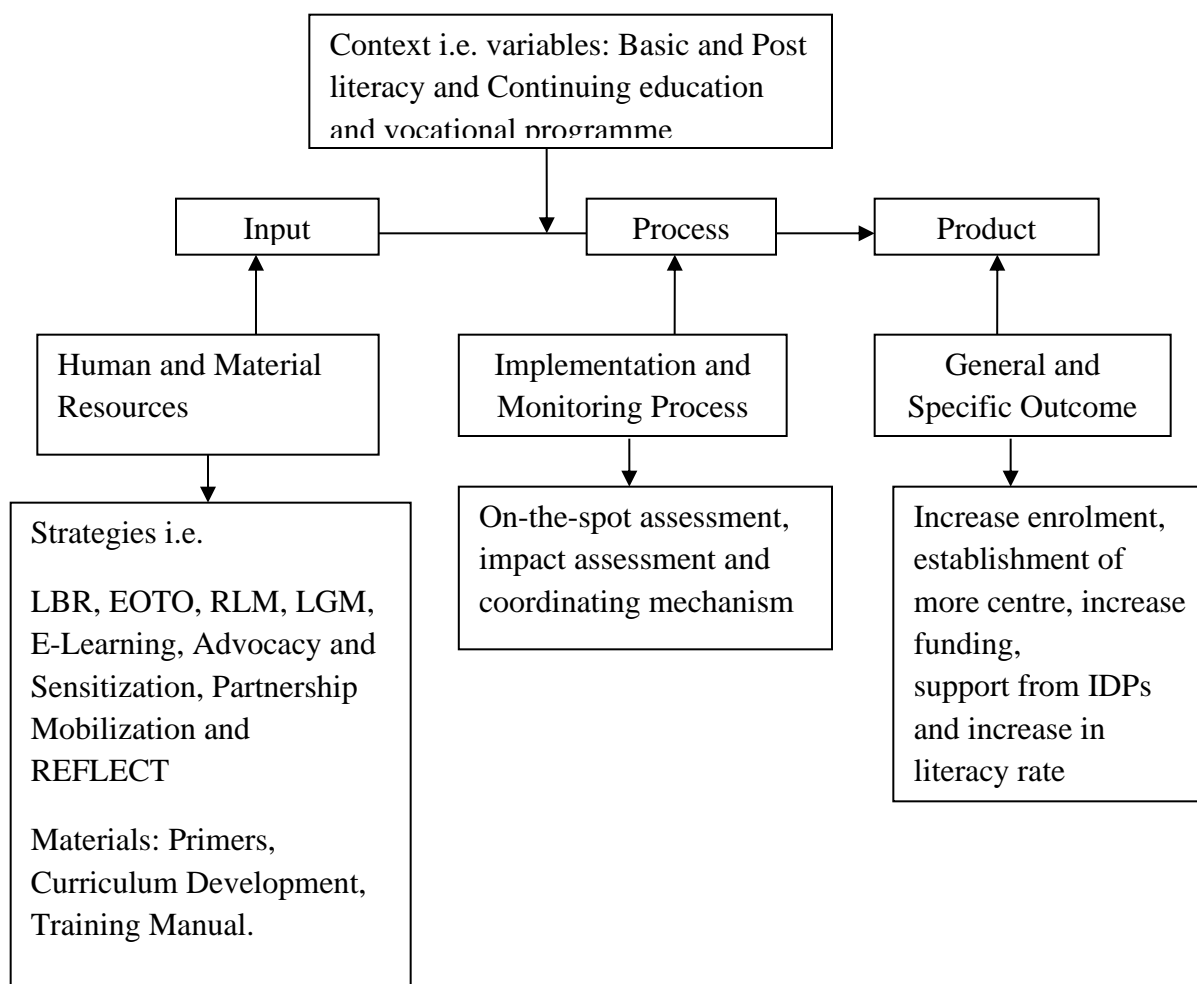 Context i.e. variables: Basic and Post
literacy and Continuing education
and vocational programme
Input
Process
Product
Human and Material
Resources
Implementation and
Monitoring Process
General and
Specific Outcome
Strategies i.e.
LBR, EOTO, RLM, LGM,
E-Learning, Advocacy and
Sensitization, Partnership
Mobilization and
REFLECT
Materials: Primers,
Curriculum Development,
Training Manual.
On-the-spot assessment,
impact assessment and
coordinating mechanism
Increase enrolment,
establishment of
more centre, increase
funding,
support from IDPs
and increase in
literacy rate